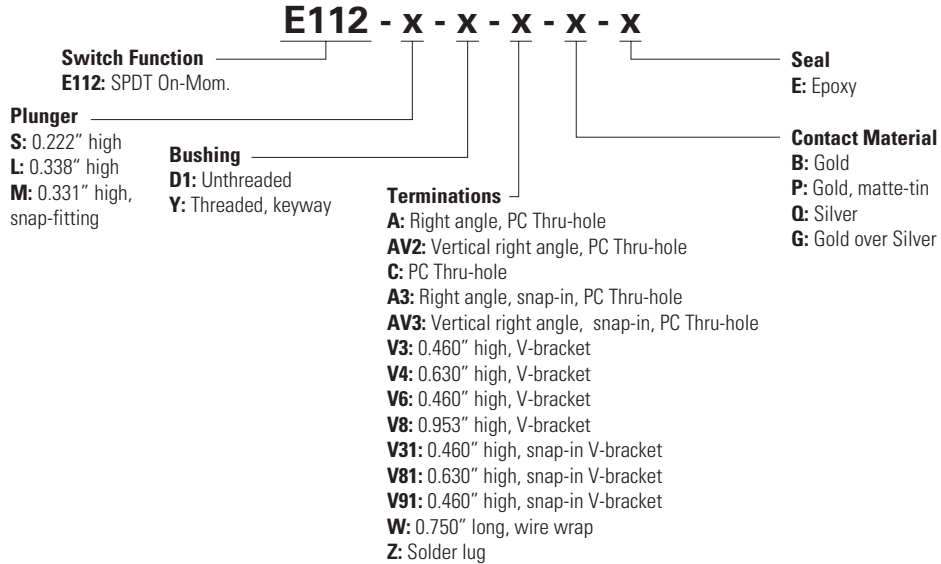 E112 - x - x - x - x - x
Switch Function
E112: SPDT On-Mom.
Plunger
S: 0.222” high
L: 0.338” high
M: 0.331” high,
snap-fitting
Bushing
D1: Unthreaded
Y: Threaded, keyway
Terminations
A: Right angle, PC Thru-hole
AV2: Vertical right angle, PC Thru-hole
C: PC Thru-hole
A3: Right angle, snap-in, PC Thru-hole
AV3: Vertical right angle, snap-in, PC Thru-hole
V3: 0.460” high, V-bracket
V4: 0.630” high, V-bracket
V6: 0.460” high, V-bracket
V8: 0.953” high, V-bracket
V31: 0.460” high, snap-in V-bracket
V81: 0.630” high, snap-in V-bracket
V91: 0.460” high, snap-in V-bracket
W: 0.750” long, wire wrap
Z: Solder lug
Seal
E: Epoxy
Contact Material
B: Gold
P: Gold, matte-tin
Q: Silver
G: Gold over Silver